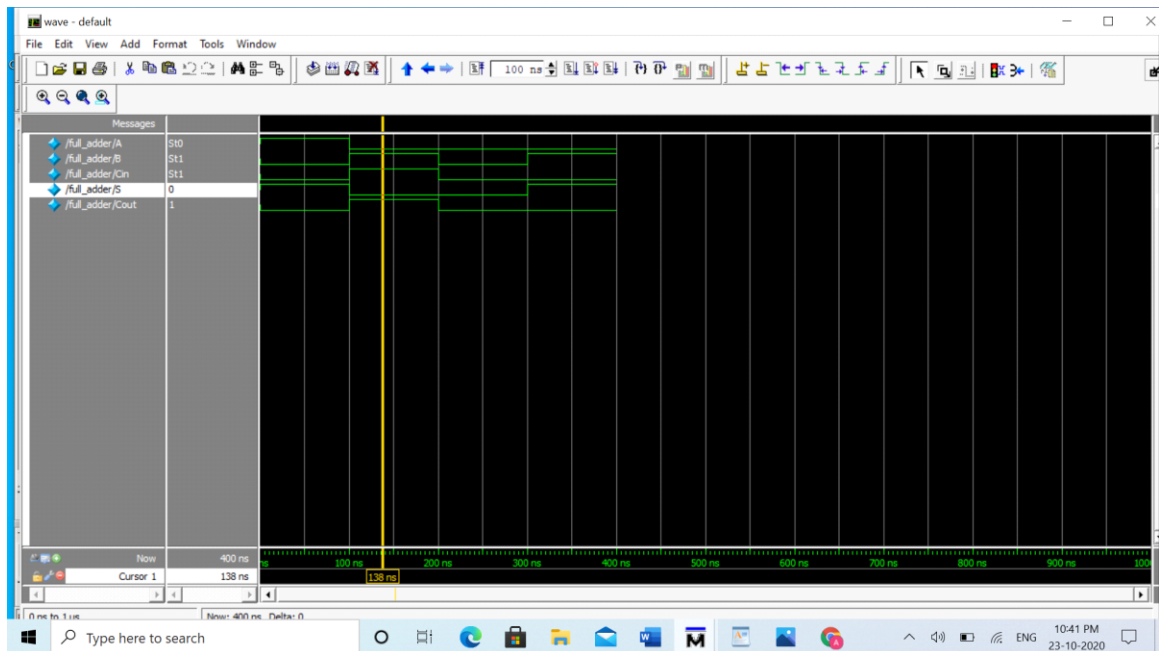 wave - default
File Edit View Add Format Tools Window
100 ns
Messages
/full_adder/A St0
/full_adder/B St1
/full_adder/Cin St1
/full_adder/S 0
/full_adder/Cout 1
Now 400 ns
ns 100 ns 200 ns 300 ns 400 ns 500 ns 600 ns 700 ns 800 ns 900 ns 100
Cursor 1 138 ns
138 ns
0 ns to 1 us Now: 400 ns Delta: 0
Type here to search
W
M
A
ENG
10:41 PM
23-10-2020